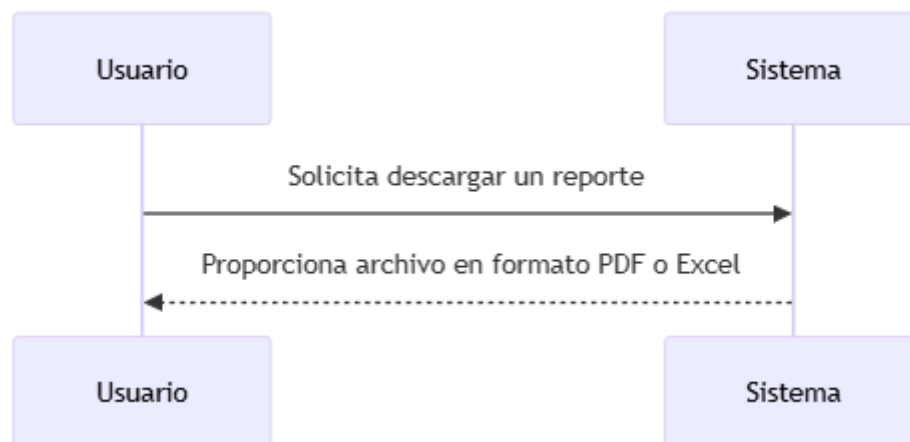 Usuario
Sistema
Solicita descargar un reporte
Proporciona archivo en formato PDF o Excel
Usuario
Sistema